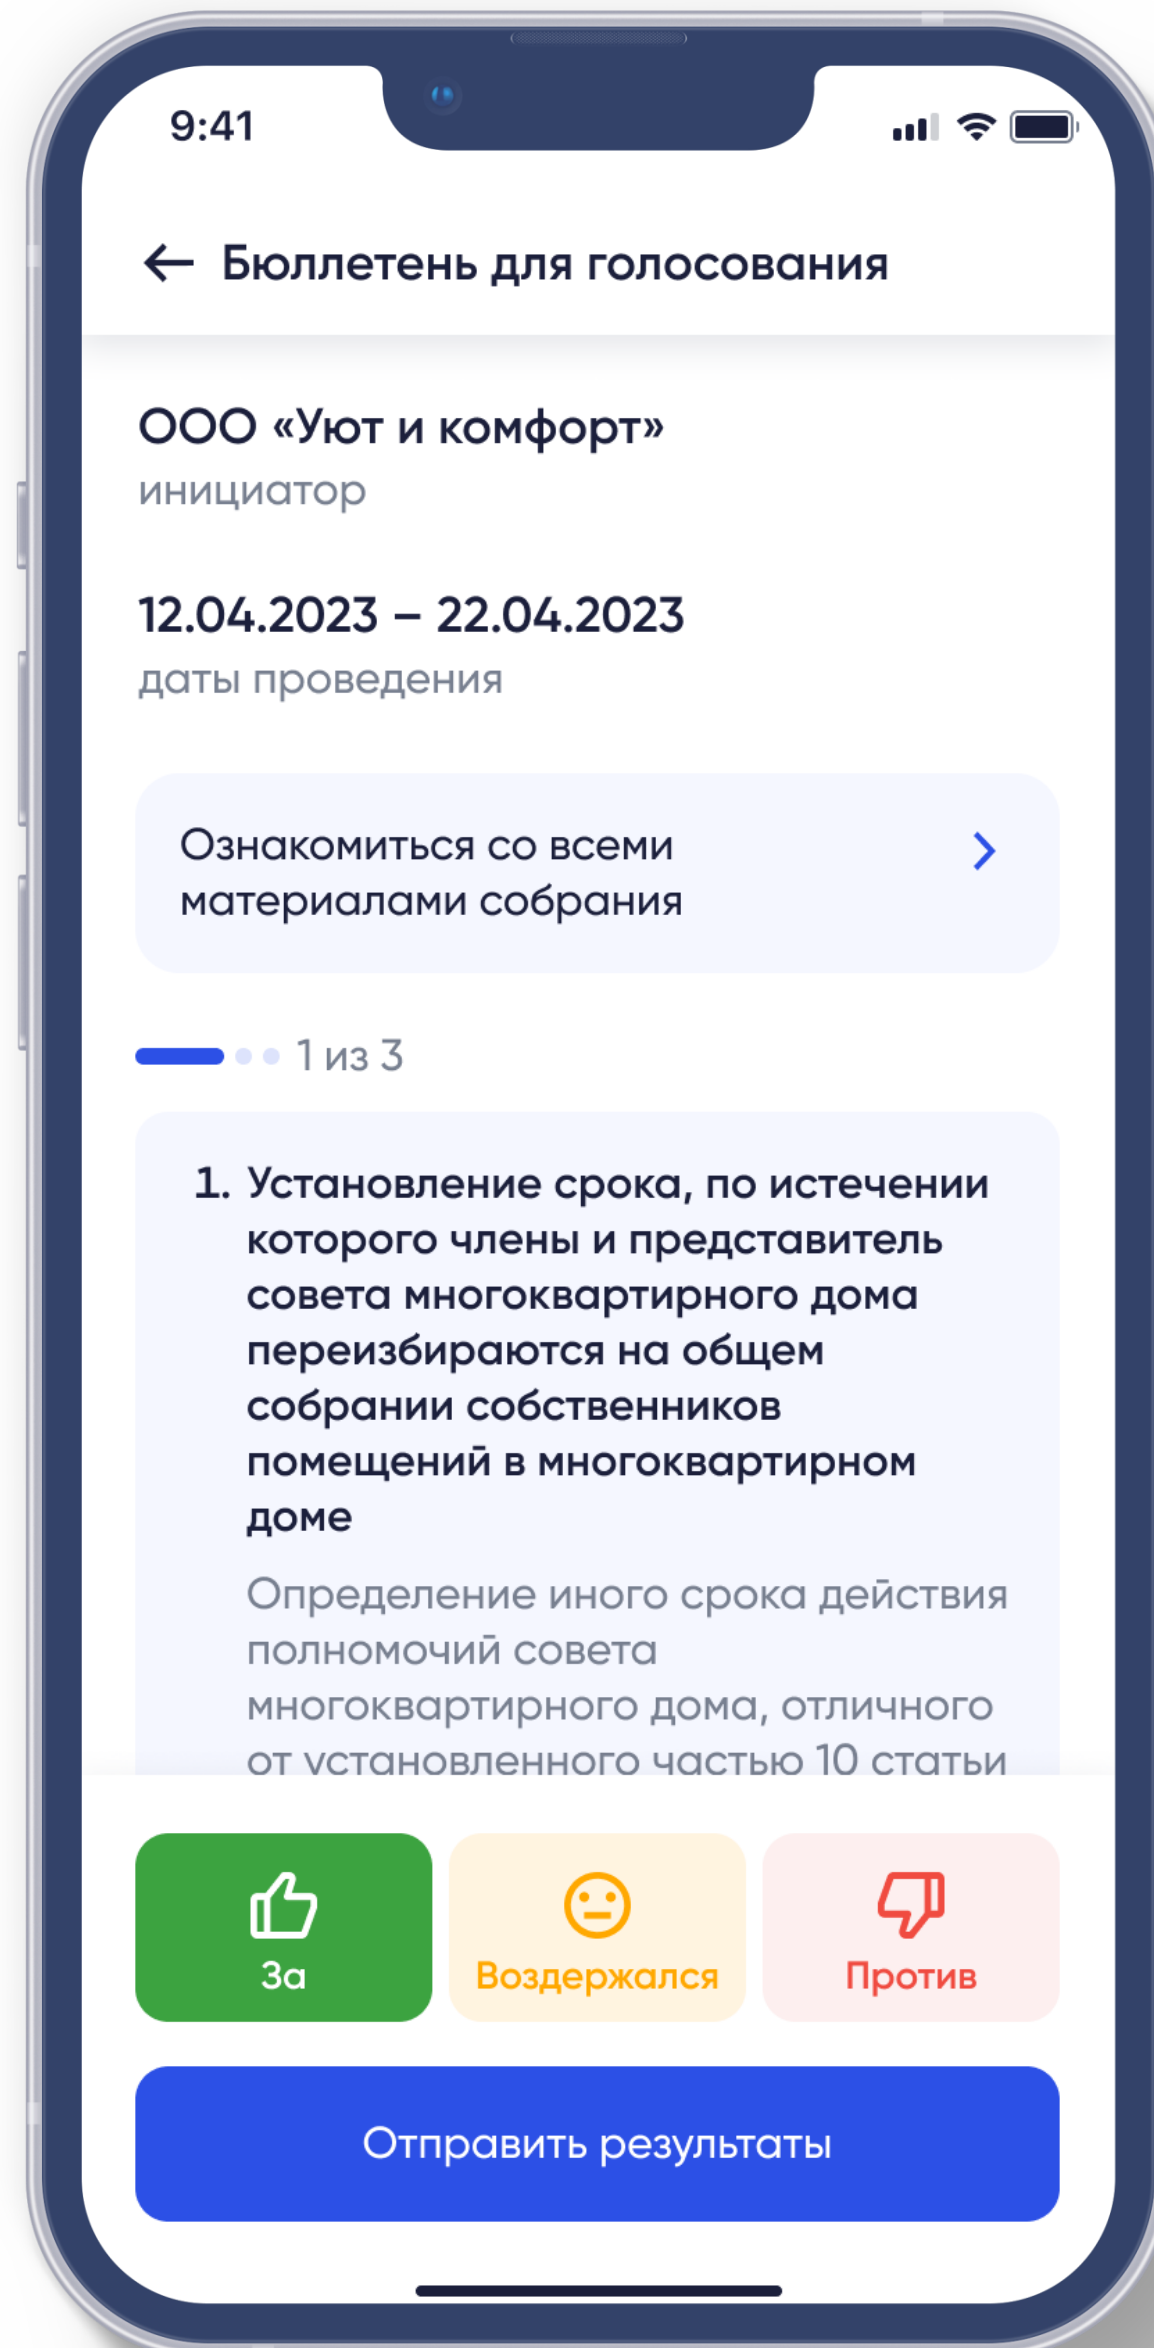 9:41
Бюллетень для голосования
ООО «Уют и комфорт»
инициатор
12.04.2023 – 22.04.2023
даты проведения
Ознакомиться со всеми
материалами собрания
1 из 3
1. Установление срока, по истечении
которого члены и представитель
совета многоквартирного дома
переизбираются на общем
собрании собственников
помещений в многоквартирном
доме
Определение иного срока действия
полномочий совета
многоквартирного дома, отличного
от установленного частью 10 статьи
За
Воздержался
Против
Отправить результаты